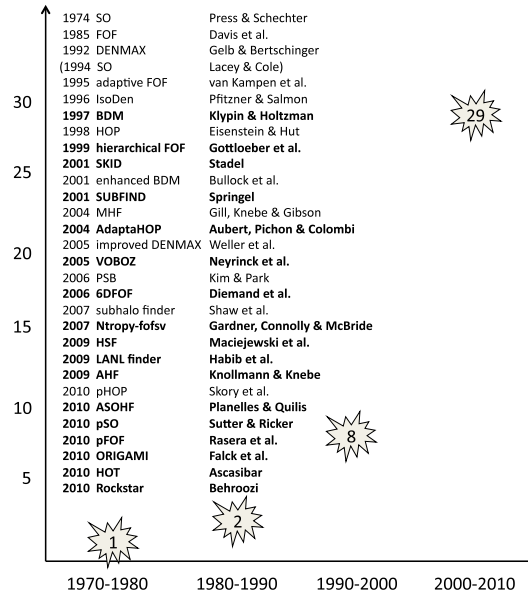 1974 SO Press & Schechter
1985 FOF Davis et al.
1992 DENMAX Gelb & Bertschinger
(1994 SO Lacey & Cole)
1995 adaptive FOF van Kampen et al.
1996 IsoDen Pfitzner & Salmon
30
1997 BDM Klypin & Holtzman
29
1998 HOP Eisenstein & Hut
1999 hierarchical FOF Gottloeber et al.
2001 SKID Stadel
25
2001 enhanced BDM Bullock et al.
2001 SUBFIND Springel
2004 MHF Gill, Knebe & Gibson
2004 AdaptaHOP Aubert, Pichon & Colombi
2005 improved DENMAX Weller et al.
20
2005 VOBOZ Neyrinck et al.
2006 PSB Kim & Park
2006 6DFOF Diemand et al.
2007 subhalo finder Shaw et al.
15
2007 Ntropy-fofsv Gardner, Connolly & McBride
2009 HSF Maciejewski et al.
2009 LANL finder Habib et al.
2009 AHF Knollmann & Knebe
2010 pHOP Skory et al.
10
2010 ASOHF Planelles & Quilis
2010 pSO Sutter & Ricker
8
2010 pFOF Rasera et al.
2010 ORIGAMI Falck et al.
2010 HOT Ascasibar
5
2010 Rockstar Behroozi
2
1
1970-1980 1980-1990 1990-2000 2000-2010